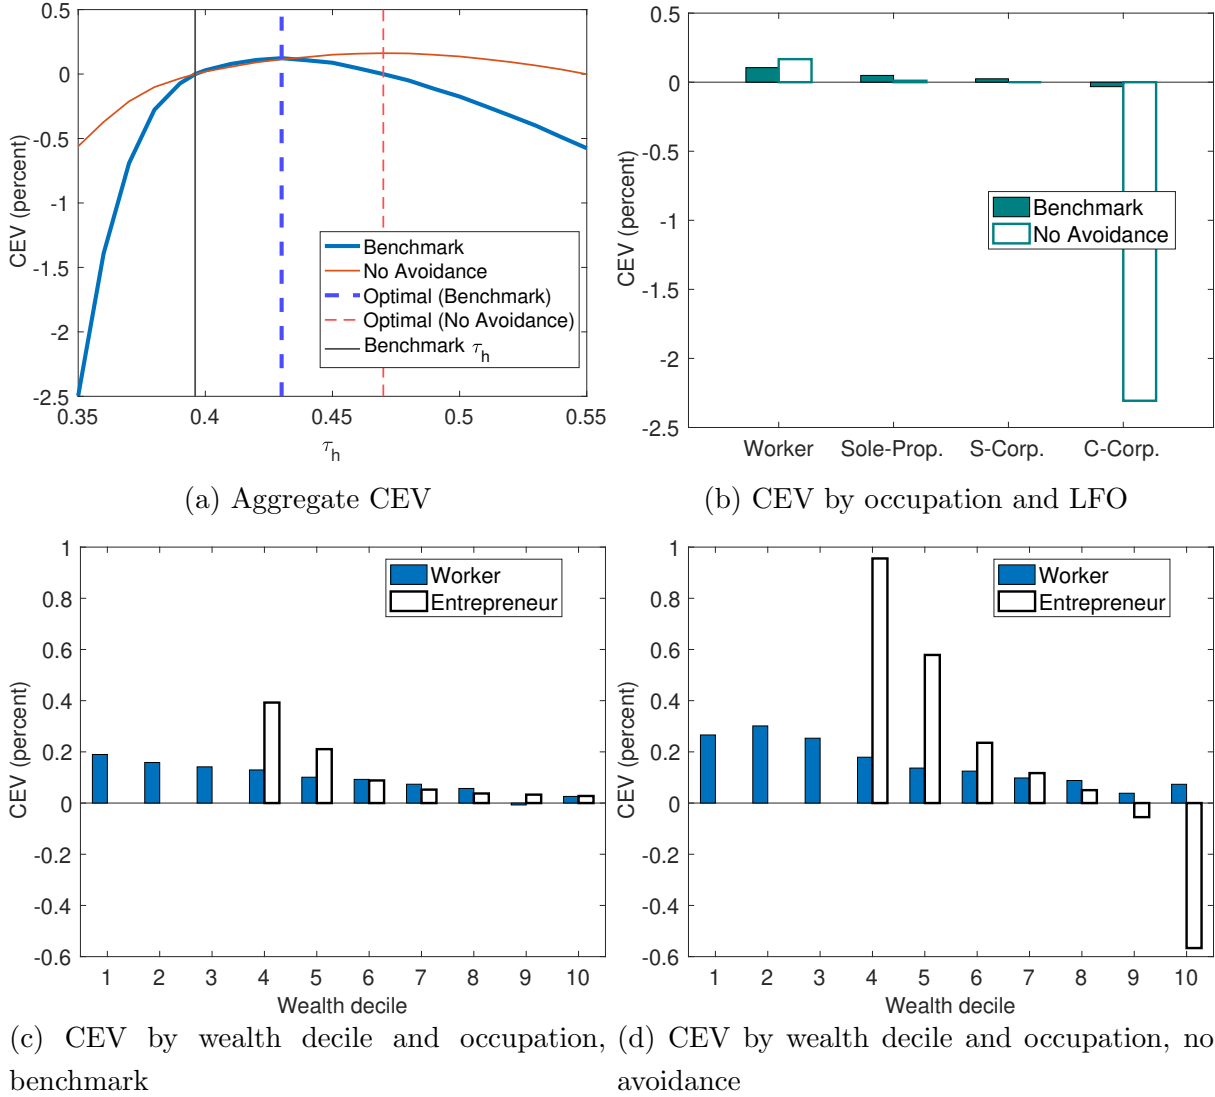 0.5
0
-0.5
-1
-1.5
-2
-2.5
CEV (percent)
0.35
0.4
0.45
0.5
0.55
τh
Benchmark
No Avoidance
Optimal (Benchmark)
Optimal (No Avoidance)
Benchmark τh
(a) Aggregate CEV
0.5
0
-0.5
-1
-1.5
-2
-2.5
CEV (percent)
Worker
Sole-Prop.
S-Corp.
C-Corp.
Benchmark
No Avoidance
(b) CEV by occupation and LFO
1
0.8
0.6
0.4
0.2
0
-0.2
-0.4
-0.6
CEV (percent)
1 2 3 4 5 6 7 8 9 10
Wealth decile
Worker
Entrepreneur
(c) CEV by wealth decile and occupation,
benchmark
1
0.8
0.6
0.4
0.2
0
-0.2
-0.4
-0.6
CEV (percent)
1 2 3 4 5 6 7 8 9 10
Wealth decile
Worker
Entrepreneur
(d) CEV by wealth decile and occupation, no
avoidance